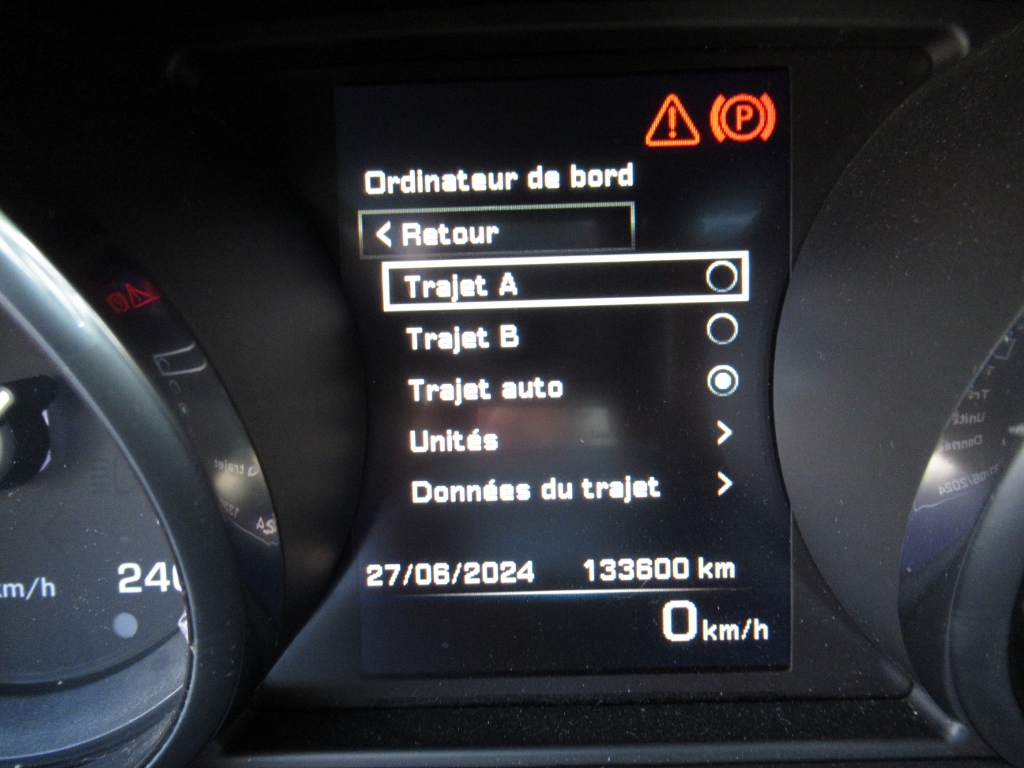 P
Ordinateur de bord
< Retour
Trajet A
Trajet B
Trajet auto
Unités >
Données du trajet >
27/06/2024 133600 km
0 km/h
km/h 240